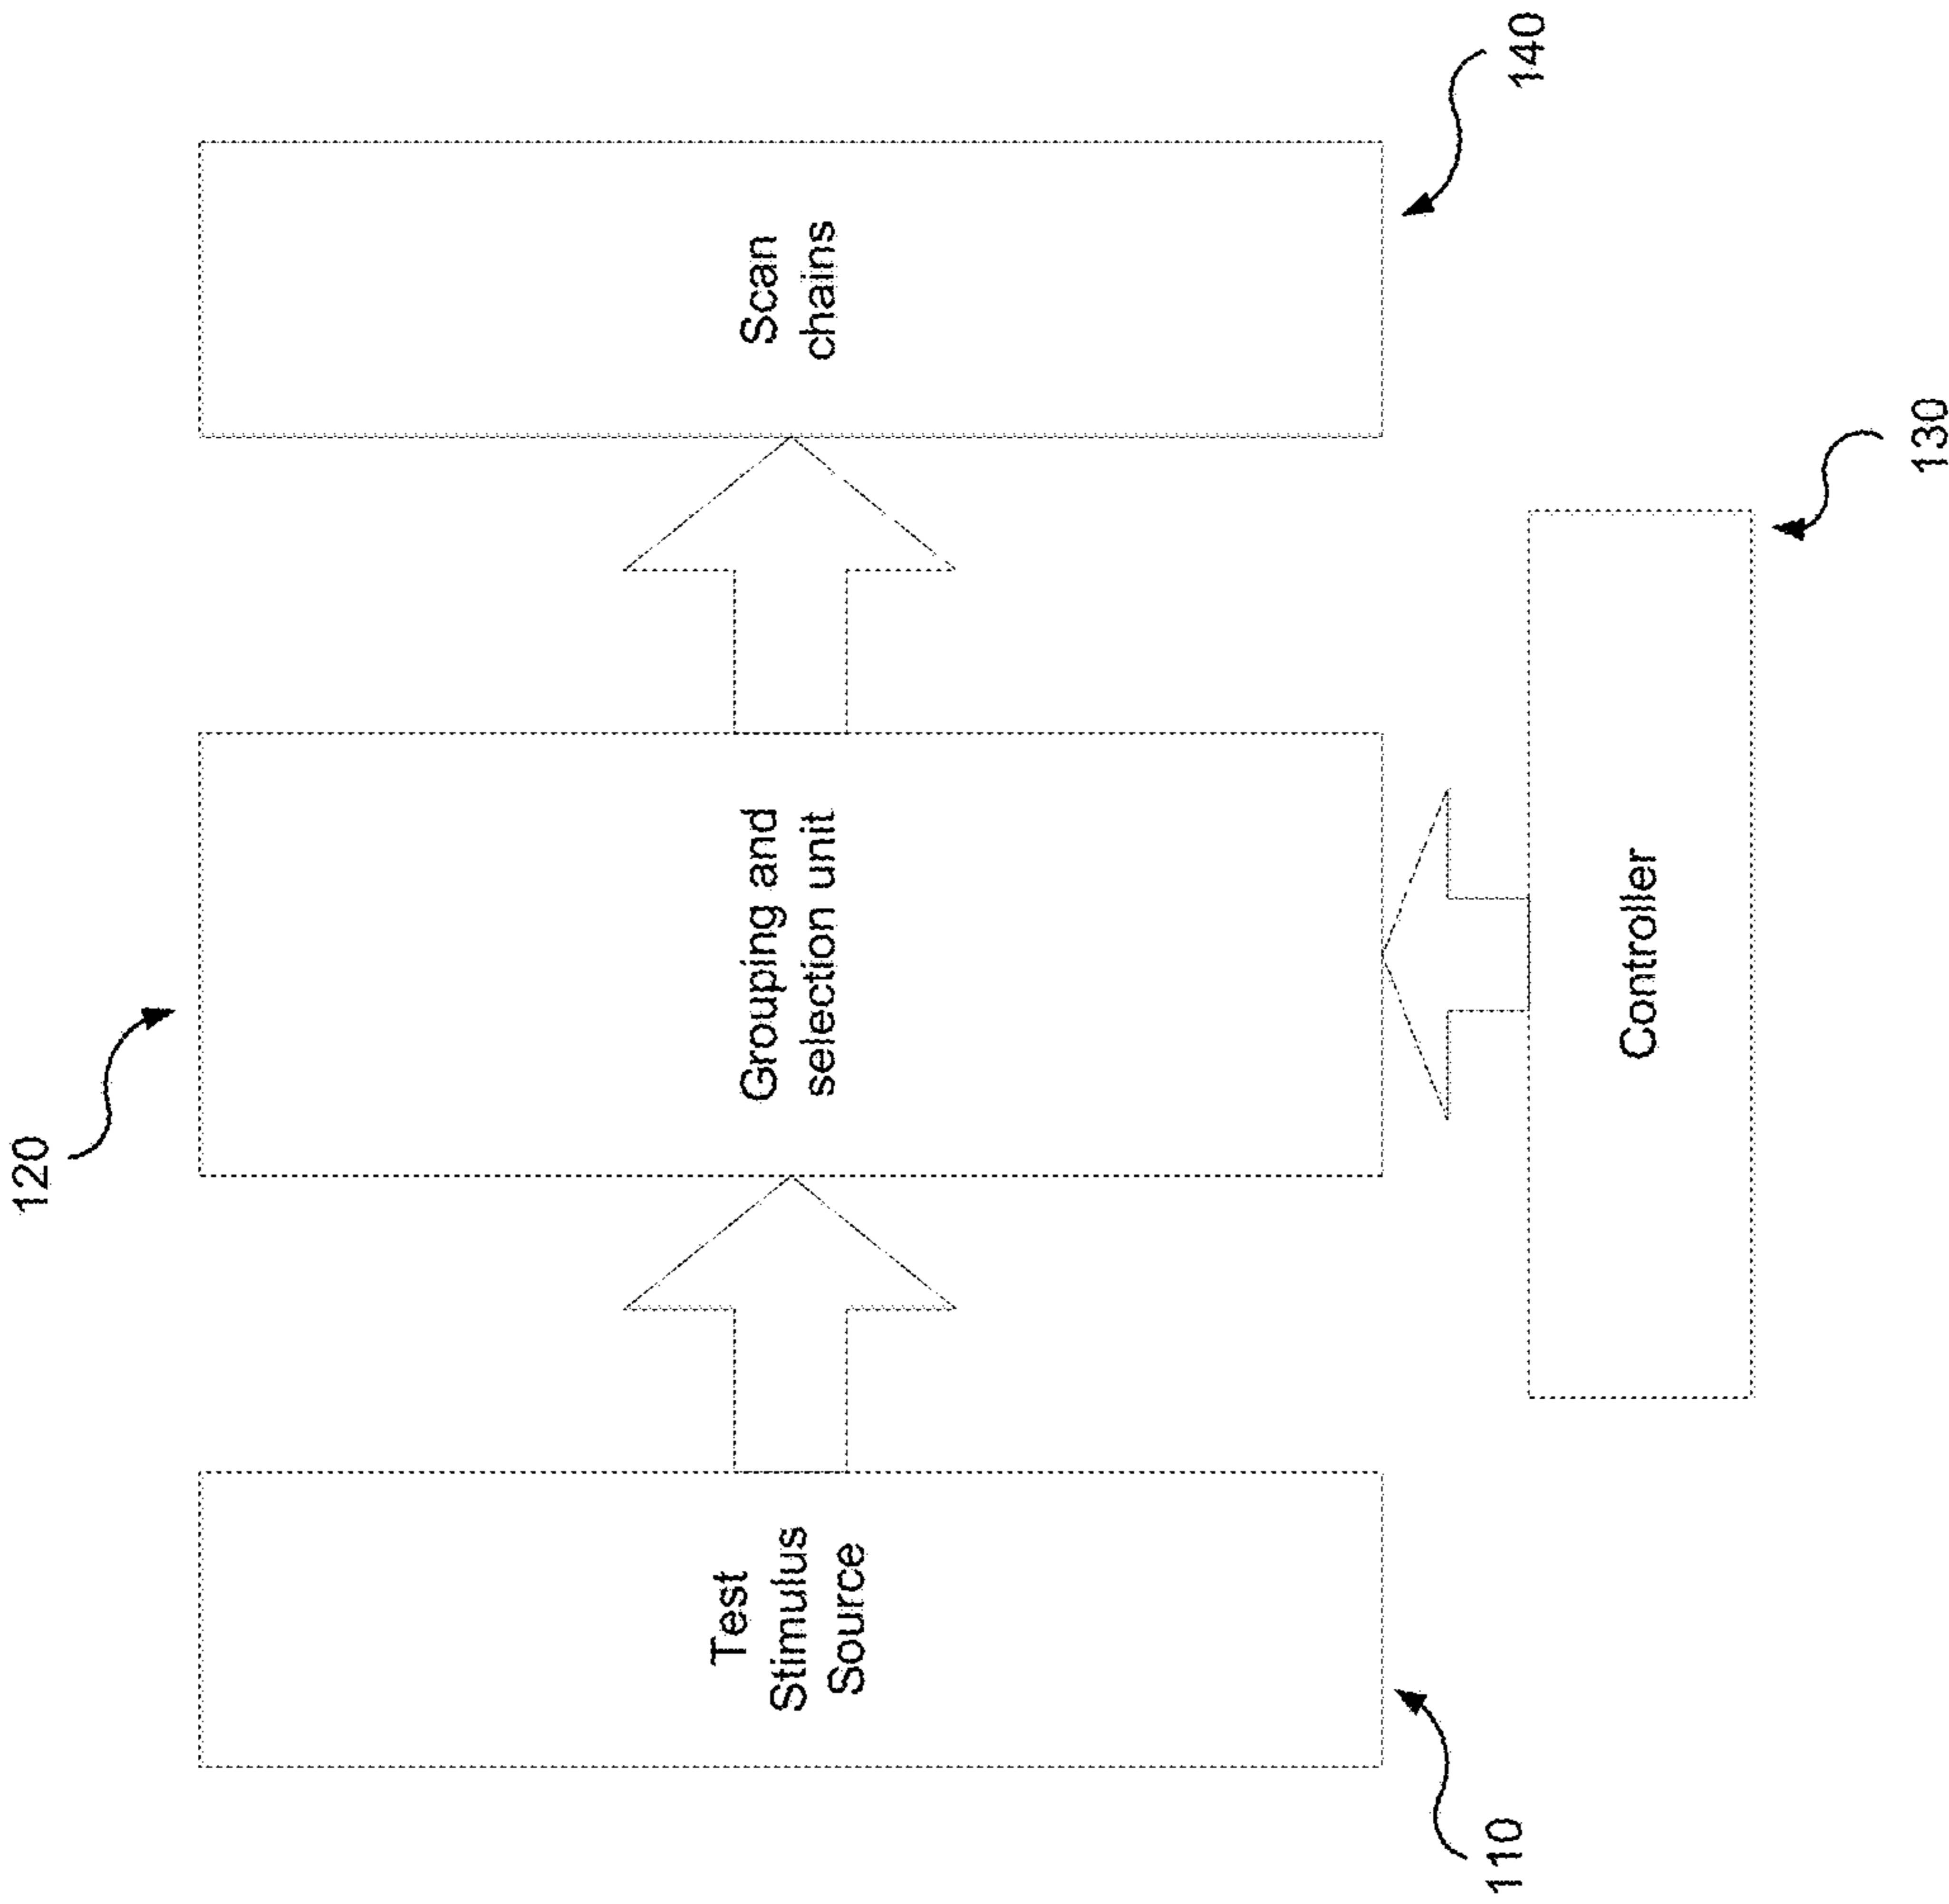 120
140
Test
Stimulus
Source
Grouping and
selection unit
Scan
chains
110
Controller
130